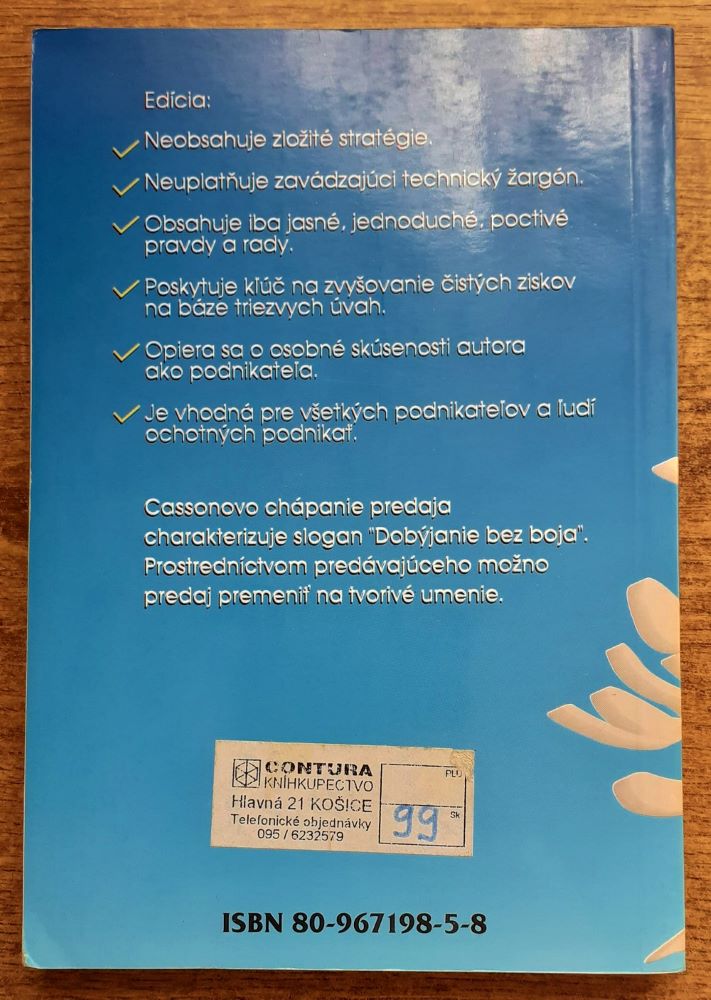 Edícia:
Neobsahuje zložité stratégie.
Neuplatňuje zavádzajúci technický žargón.
Obsahuje iba jasné, jednoduché, poctivé
pravdy a rady.
Poskytuje kľúč na zvyšovanie čistých ziskov
na báze triezvych úvah.
Opiera sa o osobné skúsenosti autora
ako podnikateľa.
Je vhodná pre všetkých podnikateľov a ľudí
ochotných podnikať.
Cassonovo chápanie predaja
charakterizuje slogan "Dobýjanie bez boja".
Prostredníctvom predávajúceho možno
predaj premeniť na tvorivé umenie.
CONTURA
KNÍHKUPECTVO
Hlavná 21 KOŠICE
Telefonické objednávky
095 / 6232579
PLU
99 Sk
ISBN 80-967198-5-8